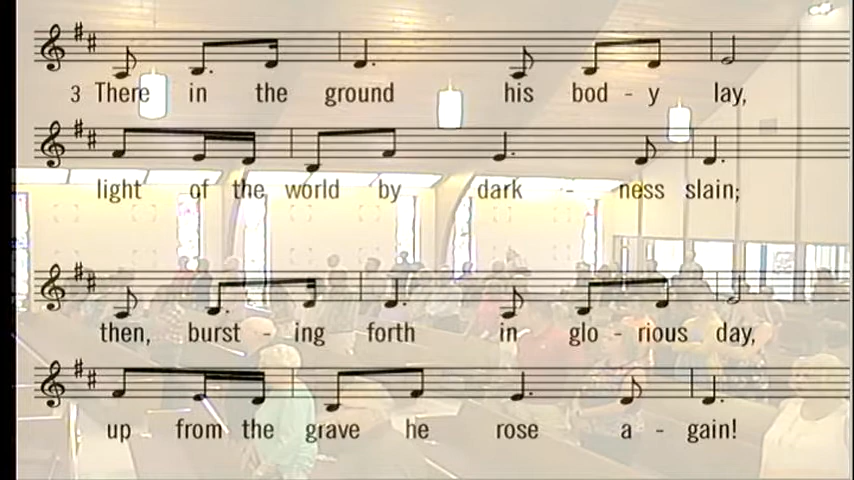 3 There in the ground his bod - y lay,
light of the world by dark - ness slain;
then, burst - ing forth in glo - rious day,
up from the grave he rose a - gain!